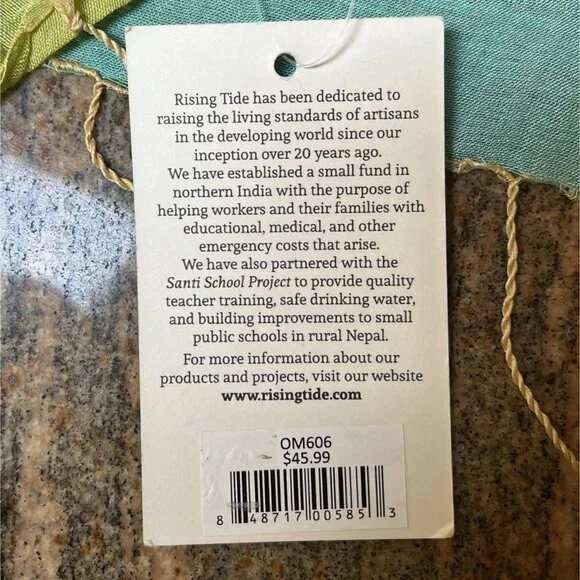 Rising Tide has been dedicated to
raising the living standards of artisans
in the developing world since our
inception over 20 years ago.
We have established a small fund in
northern India with the purpose of
helping workers and their families with
educational, medical, and other
emergency costs that arise.
We have also partnered with the
Santi School Project to provide quality
teacher training, safe drinking water,
and building improvements to small
public schools in rural Nepal.
For more information about our
products and projects, visit our website
www.risingtide.com
OM606
$45.99
8 48717 00585 3